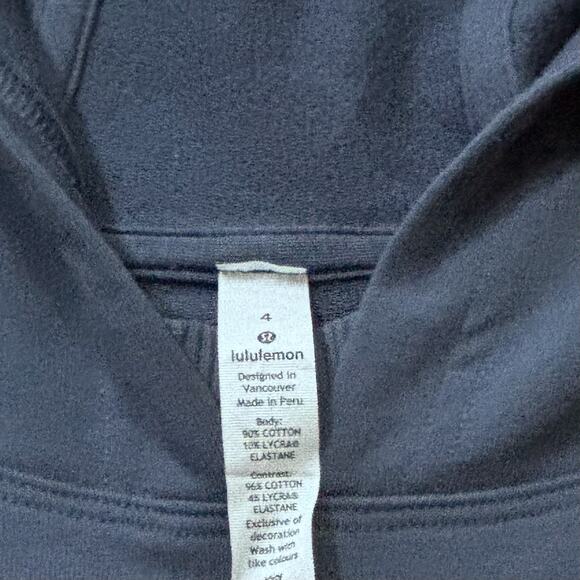 4
lululemon
Designed in
Vancouver
Made in Peru
Body:
90% COTTON
10% LYCRA®
ELASTANE
Contrast:
96% COTTON
4% LYCRA®
ELASTANE
Exclusive of
decoration
Wash with
like colours